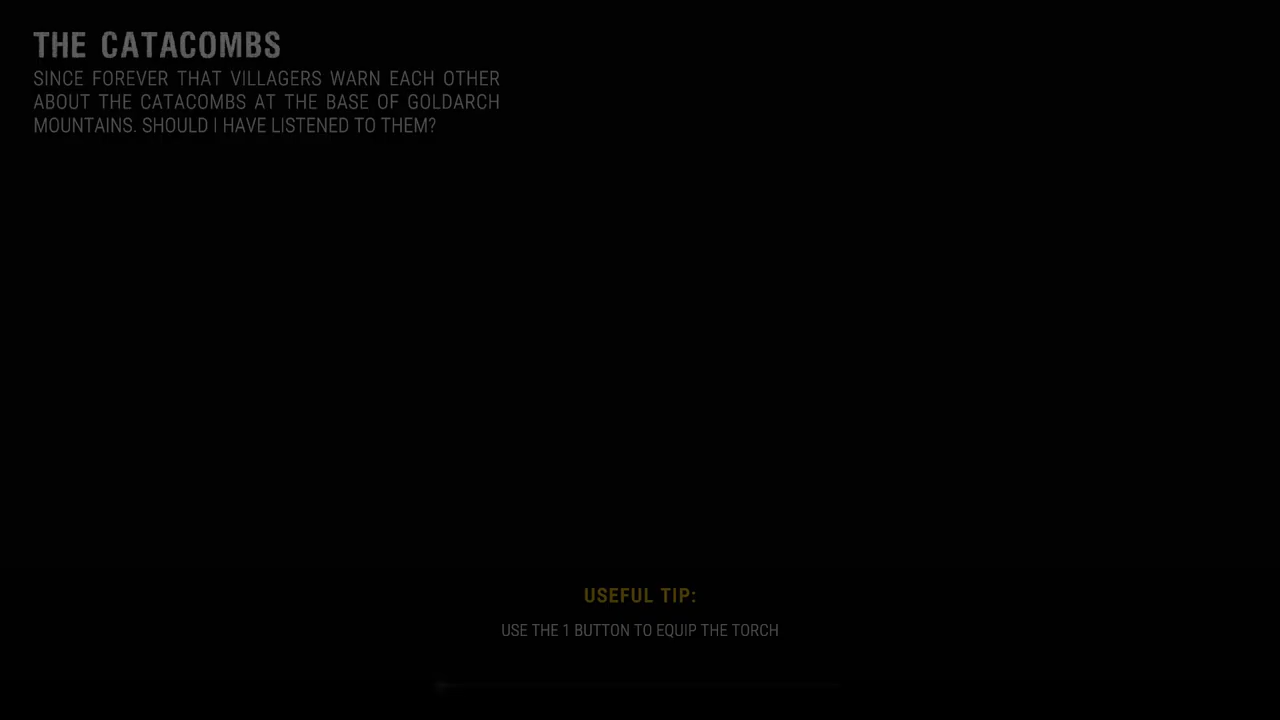 THE CATACOMBS
SINCE FOREVER THAT VILLAGERS WARN EACH OTHER
ABOUT THE CATACOMBS AT THE BASE OF GOLDARCH
MOUNTAINS. SHOULD I HAVE LISTENED TO THEM?
USEFUL TIP:
USE THE 1 BUTTON TO EQUIP THE TORCH